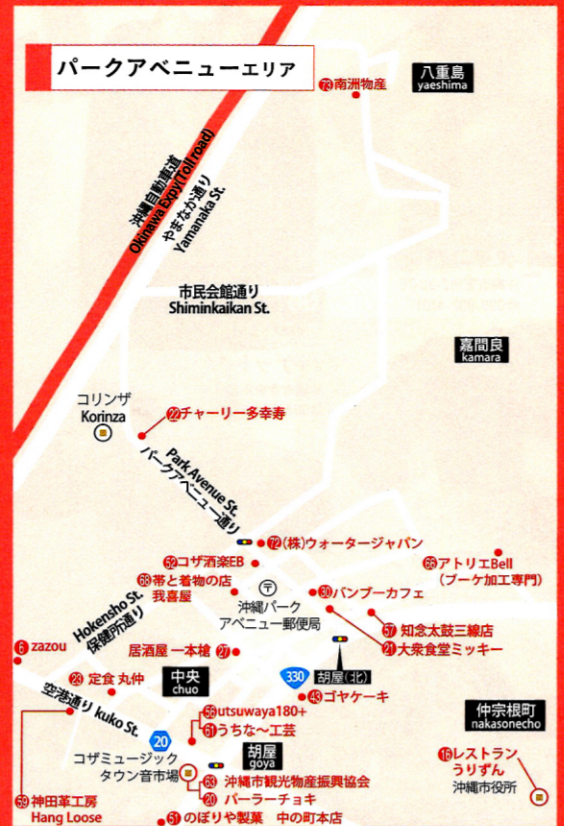 パークアベニューエリア
73 南洲物産
八重島
yaeshima
沖縄自動車道
Okinawa Expy(Toll road)
やまなか通り
Yamanaka St.
市民会館通り
Shiminkaikan St.
嘉間良
kamara
コリンザ
Korinza
22 チャーリー多幸寿
Park Avenue St.
パークアベニュー通り
72 (株)ウォータージャパン
62 コザ酒楽EB
66 アトリエBell
(ブーケ加工専門)
68 帯と着物の店
我喜屋
〒
沖縄パーク
アベニュー郵便局
30 バンブーカフェ
57 知念太鼓三線店
21 大衆食堂ミッキー
Hokensho St.
保健所通り
6 zazou
居酒屋 一本槍 27
胡屋(北)
23 定食 丸仲
中央
chuo
330
43 ゴヤケーキ
空港通り kuko St.
56 utsuwaya180+
61 うちな〜工芸
仲宗根町
nakasonecho
20
胡屋
goya
コザミュージック
タウン音市場
16 レストラン
うりずん
沖縄市役所
63 沖縄市観光物産振興協会
20 パーラーチョキ
59 神田革工房
Hang Loose
51 のぼりや製菓 中の町本店